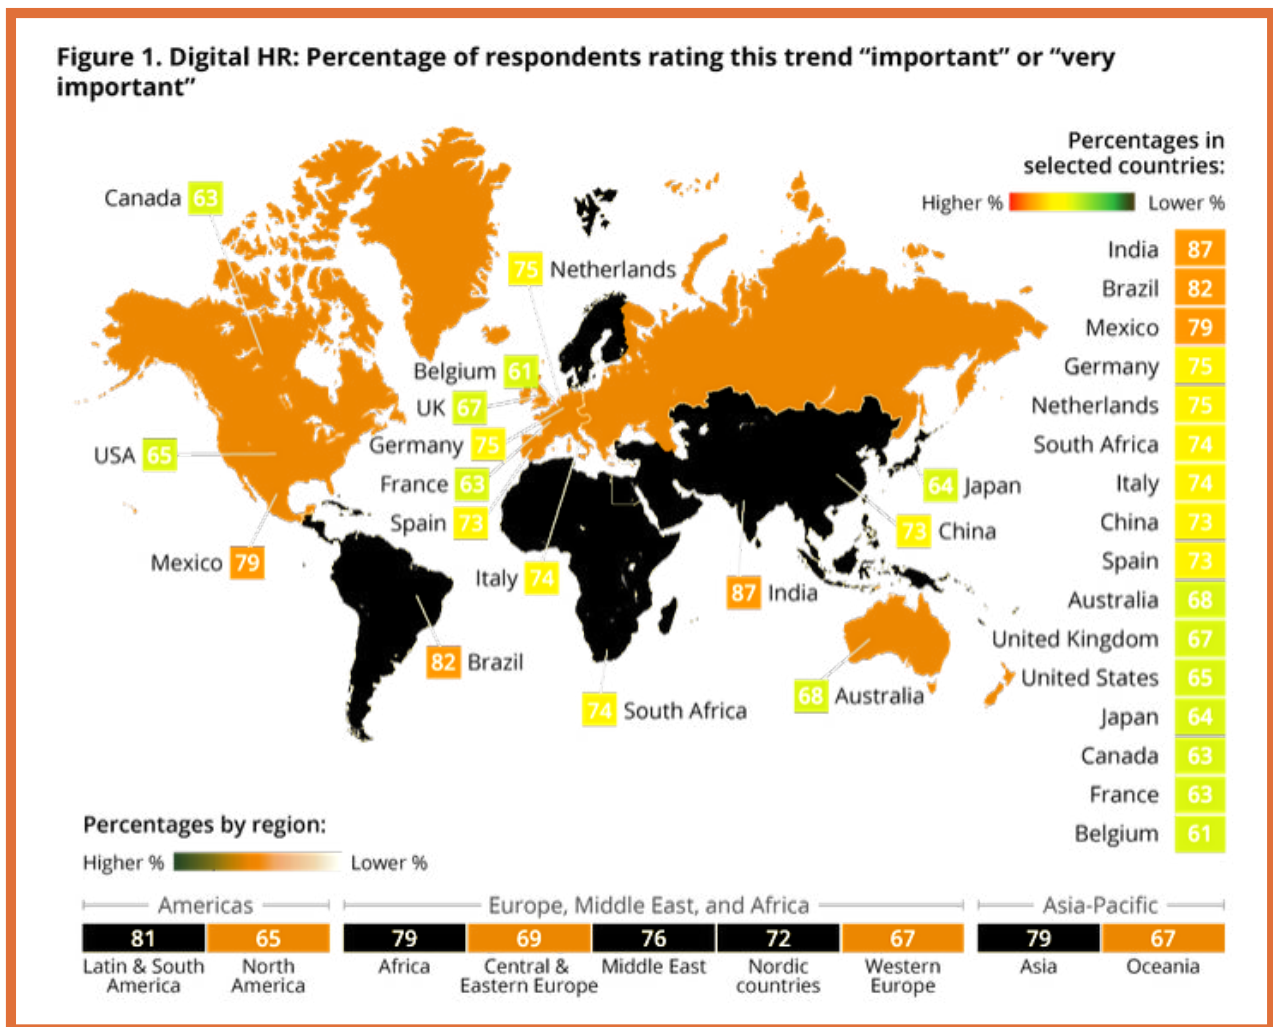 Figure 1. Digital HR: Percentage of respondents rating this trend “important” or “very
important”
Percentages in
selected countries:
Higher % Lower %
Canada 63
75 Netherlands
Belgium 61
UK 67
Germany 75
USA 65
France 63
Spain 73
Mexico 79
Italy 74
64 Japan
73 China
87 India
82 Brazil
74 South Africa
68 Australia
India 87
Brazil 82
Mexico 79
Germany 75
Netherlands 75
South Africa 74
Italy 74
China 73
Spain 73
Australia 68
United Kingdom 67
United States 65
Japan 64
Canada 63
France 63
Belgium 61
Percentages by region:
Higher % Lower %
Americas Europe, Middle East, and Africa Asia-Pacific
81 65 79 69 76 72 67 79 67
Latin & South North Africa Central & Middle East Nordic Western Asia Oceania
America America Eastern Europe countries Europe